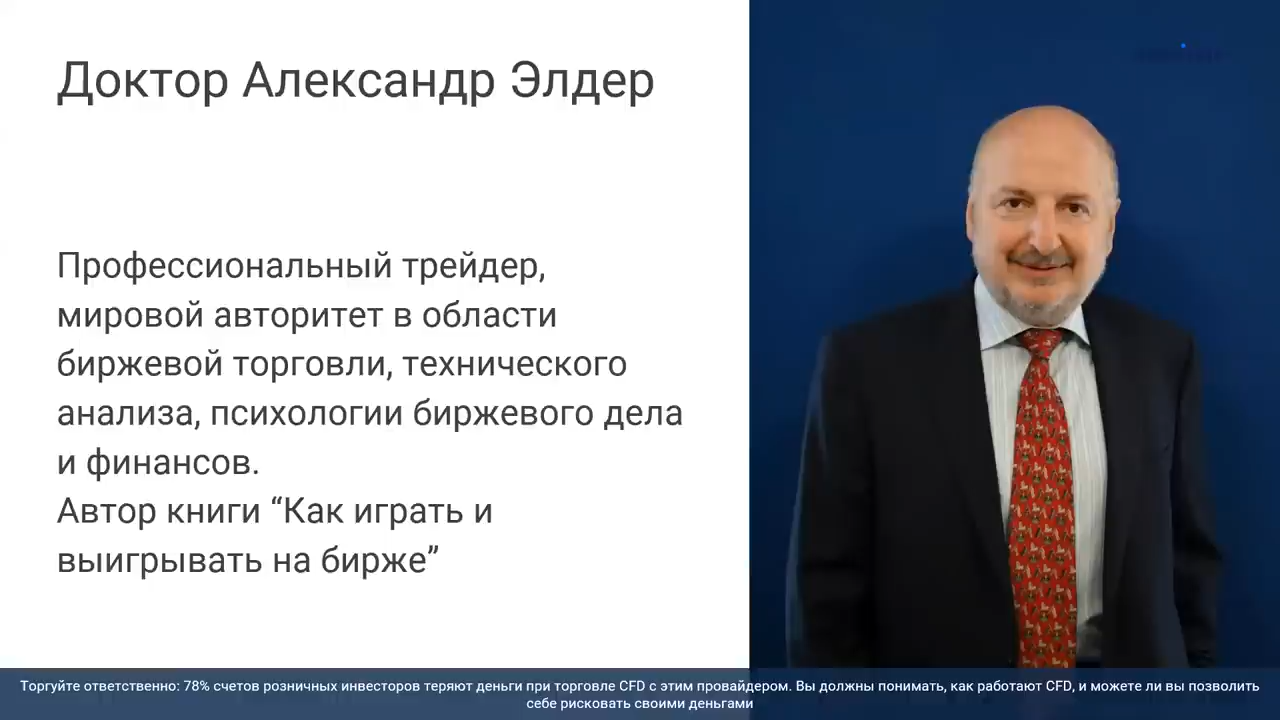 Доктор Александр Элдер
Профессиональный трейдер,
мировой авторитет в области
биржевой торговли, технического
анализа, психологии биржевого дела
и финансов.
Автор книги “Как играть и
выигрывать на бирже”
Торгуйте ответственно: 78% счетов розничных инвесторов теряют деньги при торговле CFD с этим провайдером. Вы должны понимать, как работают CFD, и можете ли вы позволить
себе рисковать своими деньгами